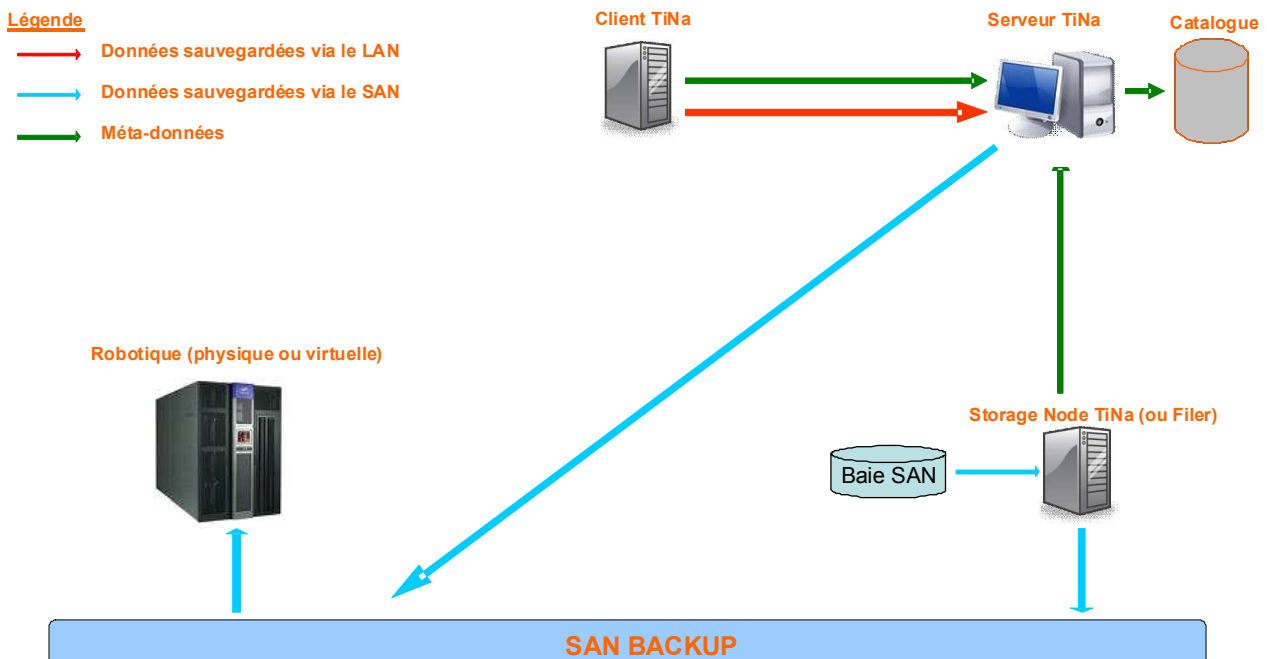 Légende
Données sauvegardées via le LAN
Données sauvegardées via le SAN
Méta-données
Client TiNa
Serveur TiNa
Catalogue
Robotique (physique ou virtuelle)
Storage Node TiNa (ou Filer)
Baie SAN
SAN BACKUP